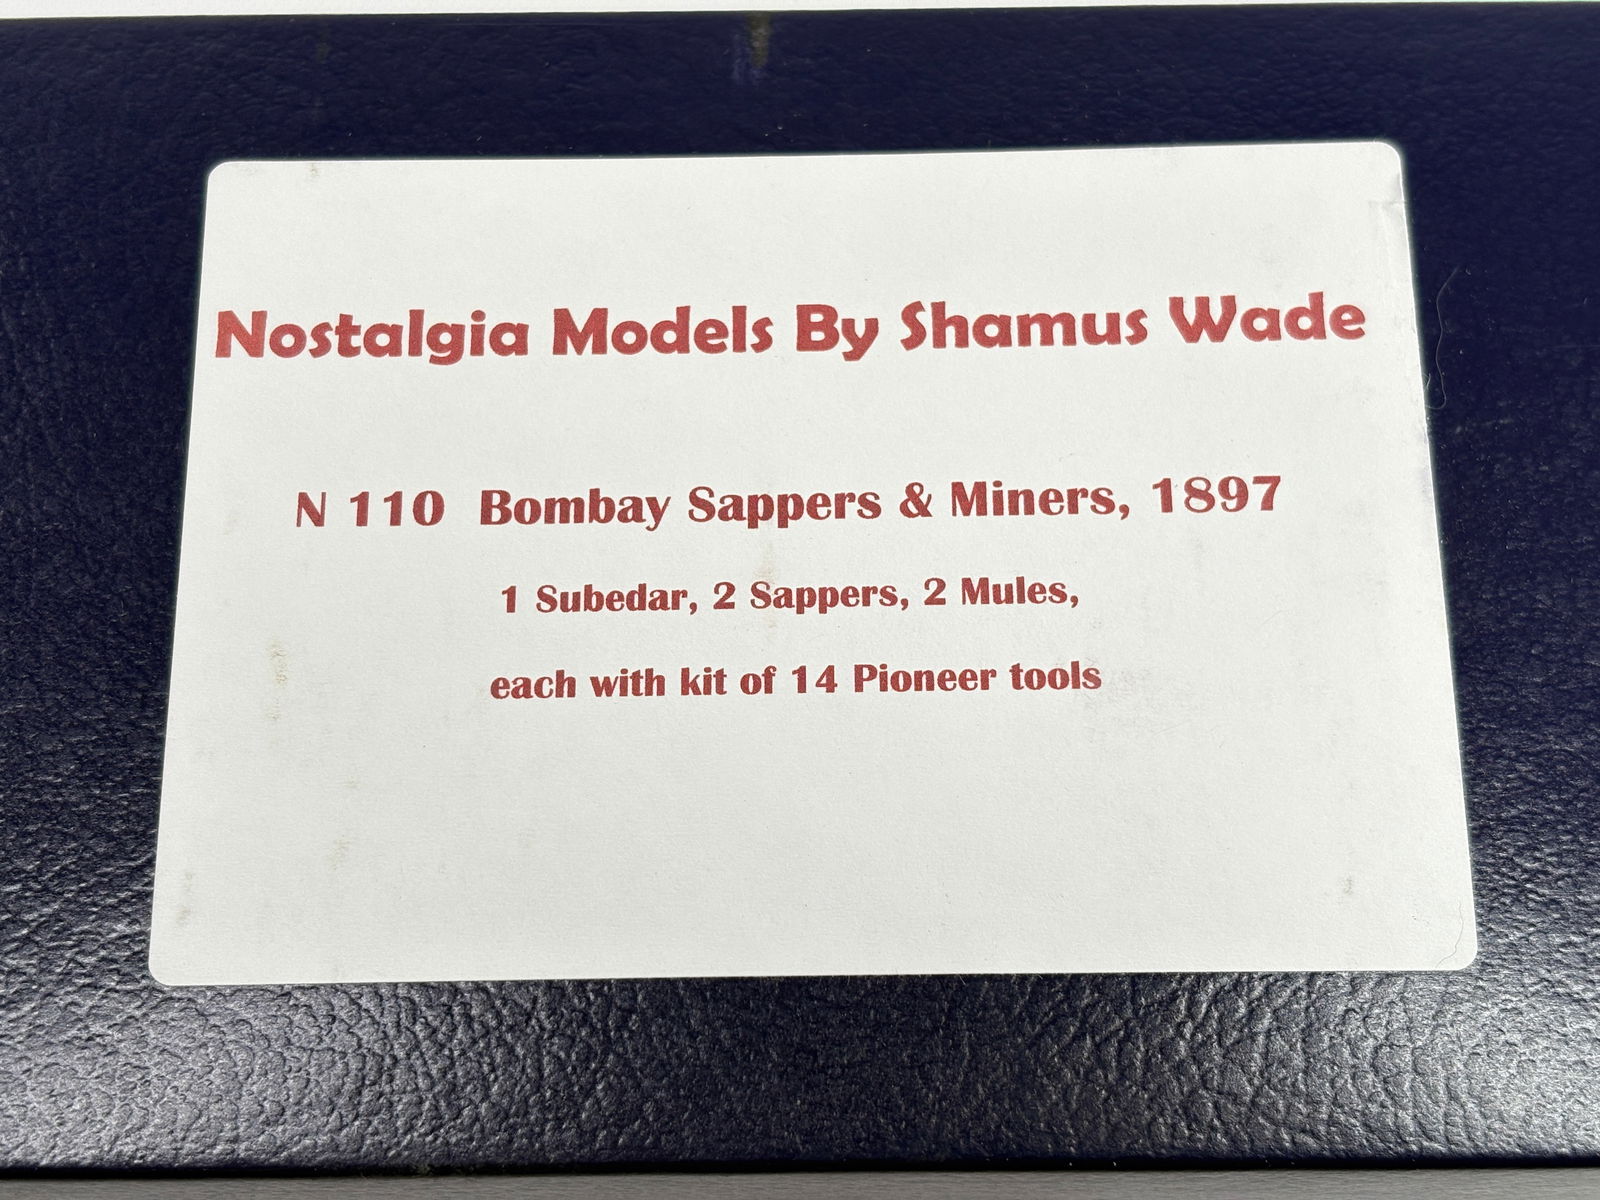 Nostalgia Models By Shamus Wade
N 110 Bombay Sappers & Miners, 1897
1 Subedar, 2 Sappers, 2 Mules,
each with kit of 14 Pioneer tools